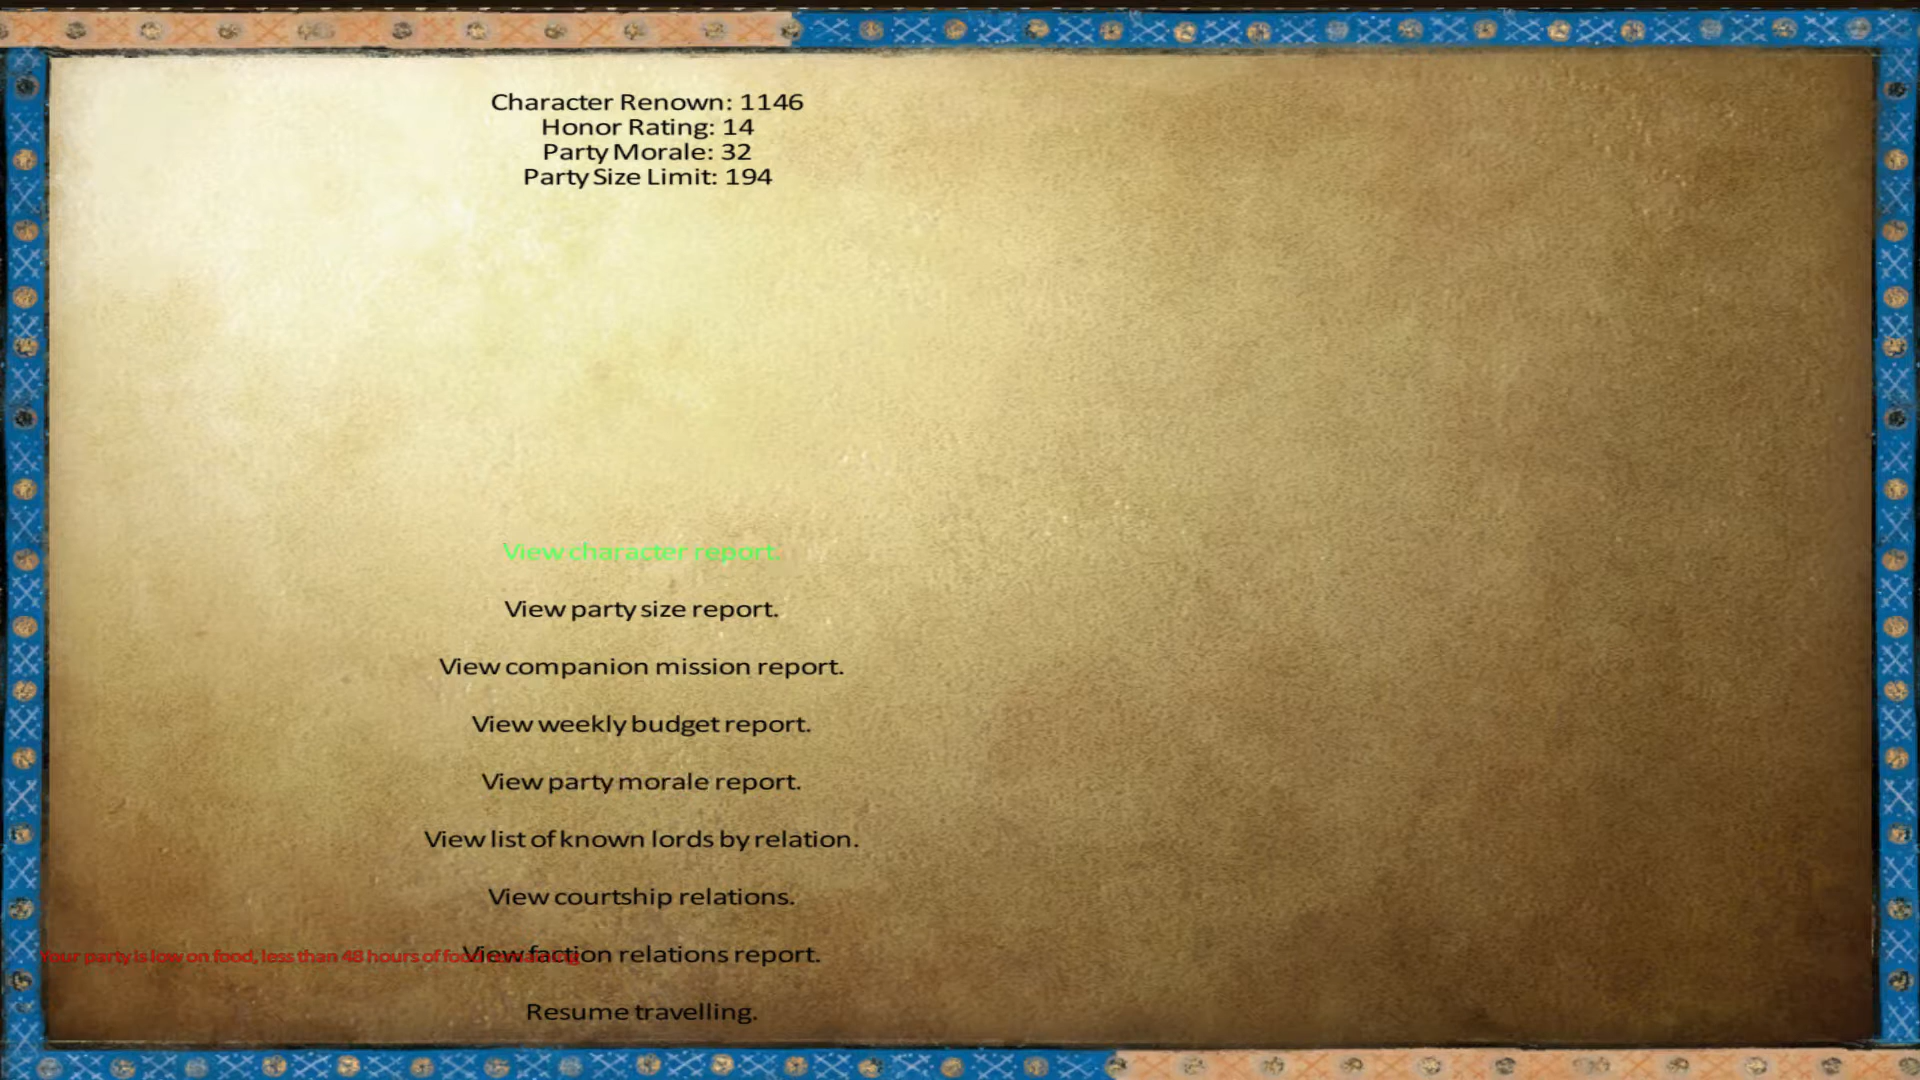 Character Renown: 1146
Honor Rating: 14
Party Morale: 32
Party Size Limit: 194
View character report.
View party size report.
View companion mission report.
View weekly budget report.
View party morale report.
View list of known lords by relation.
View courtship relations.
Your party is low on food, less than 48 hours of food remaining
View faction relations report.
Resume travelling.